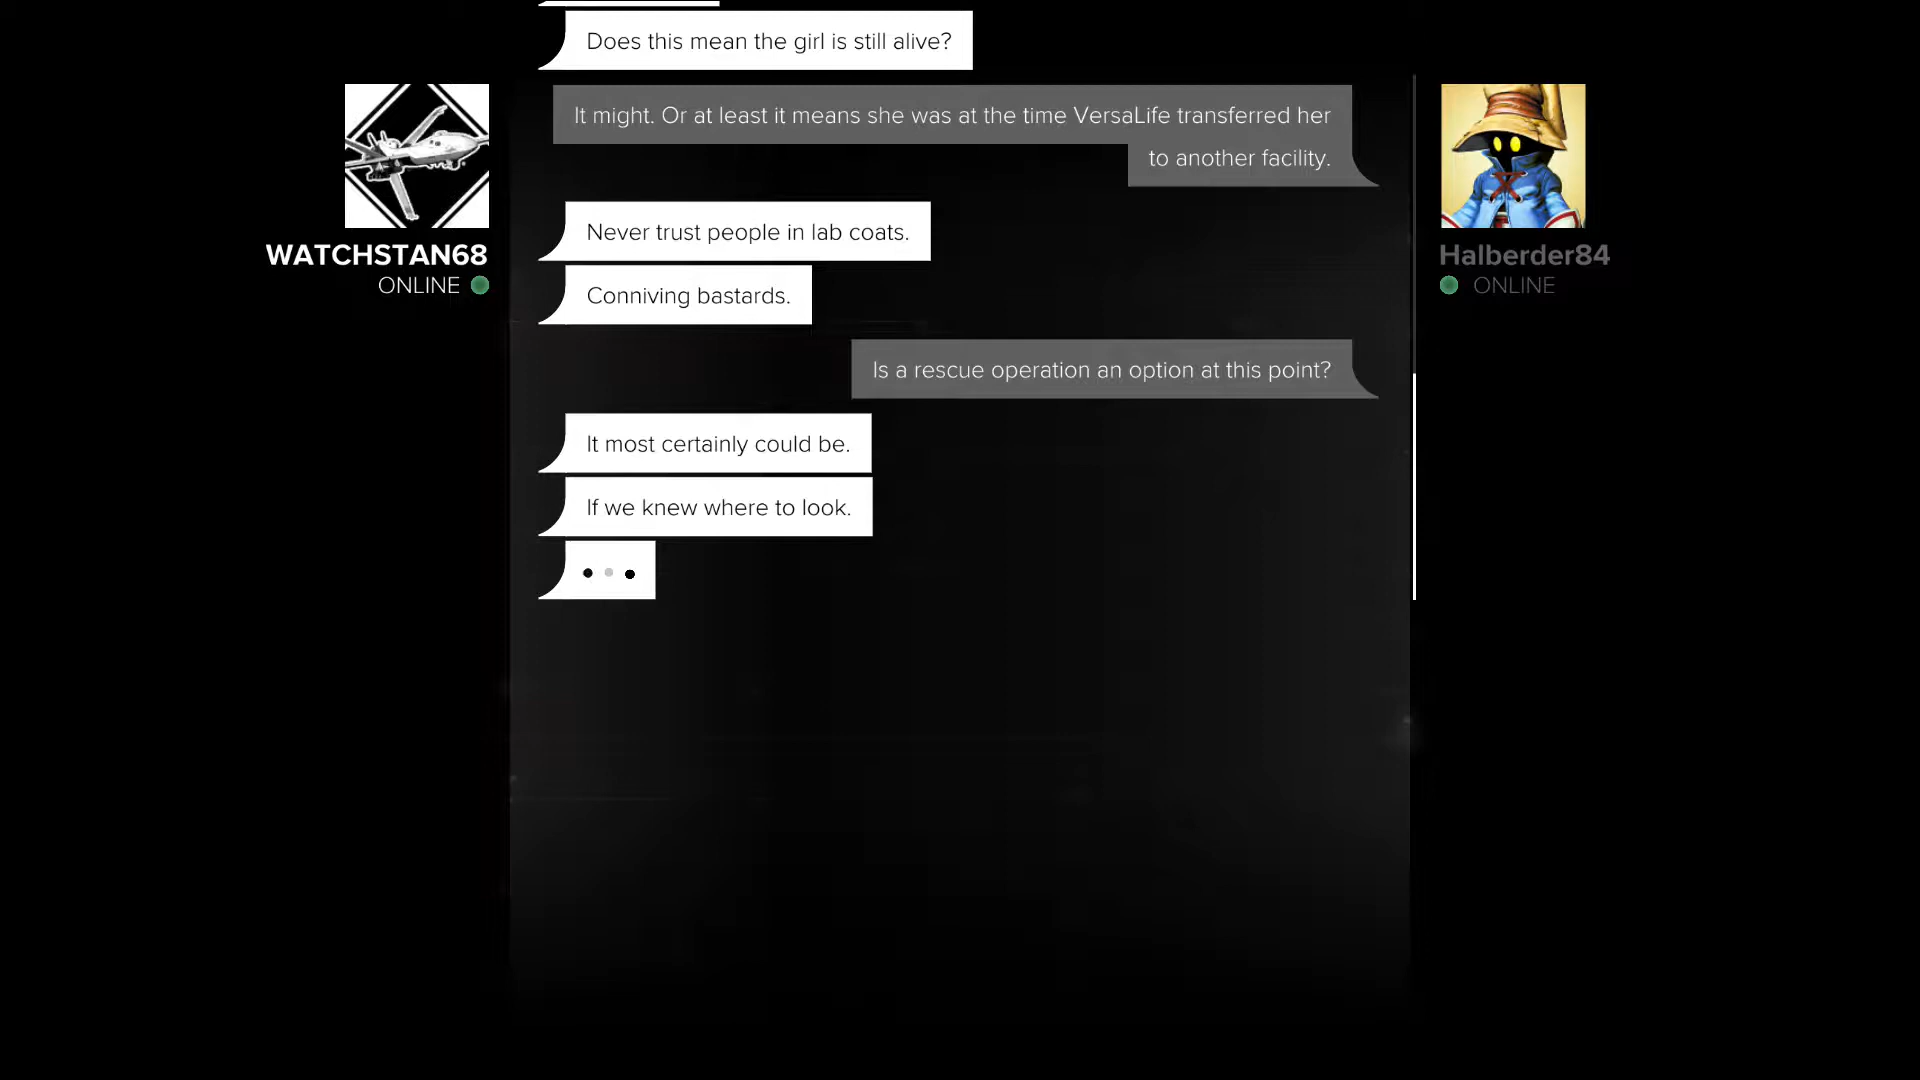 Does this mean the girl is still alive?
It might. Or at least it means she was at the time VersaLife transferred her
to another facility.
WATCHSTAN68
ONLINE
Halberder84
ONLINE
Never trust people in lab coats.
Conniving bastards.
Is a rescue operation an option at this point?
It most certainly could be.
If we knew where to look.